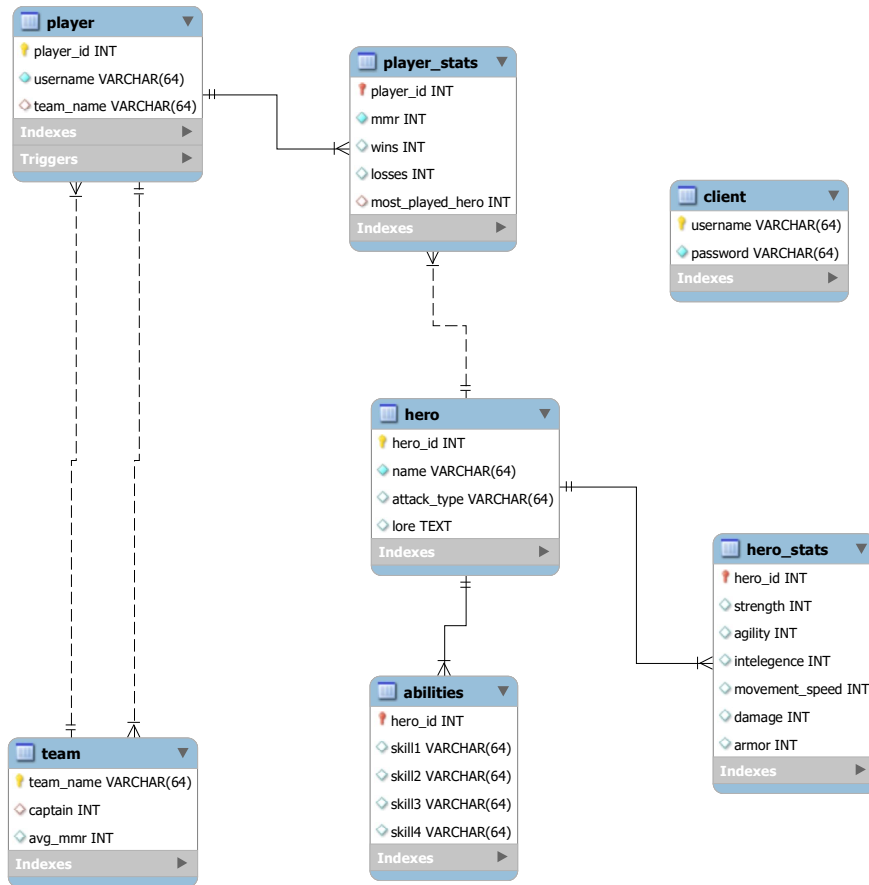 player
player_id INT
username VARCHAR(64)
team_name VARCHAR(64)
Indexes
Triggers
player_stats
player_id INT
mmr INT
wins INT
losses INT
most_played_hero INT
Indexes
client
username VARCHAR(64)
password VARCHAR(64)
Indexes
hero
hero_id INT
name VARCHAR(64)
attack_type VARCHAR(64)
lore TEXT
Indexes
hero_stats
hero_id INT
strength INT
agility INT
intelegence INT
movement_speed INT
damage INT
armor INT
Indexes
abilities
hero_id INT
skill1 VARCHAR(64)
skill2 VARCHAR(64)
skill3 VARCHAR(64)
skill4 VARCHAR(64)
Indexes
team
team_name VARCHAR(64)
captain INT
avg_mmr INT
Indexes